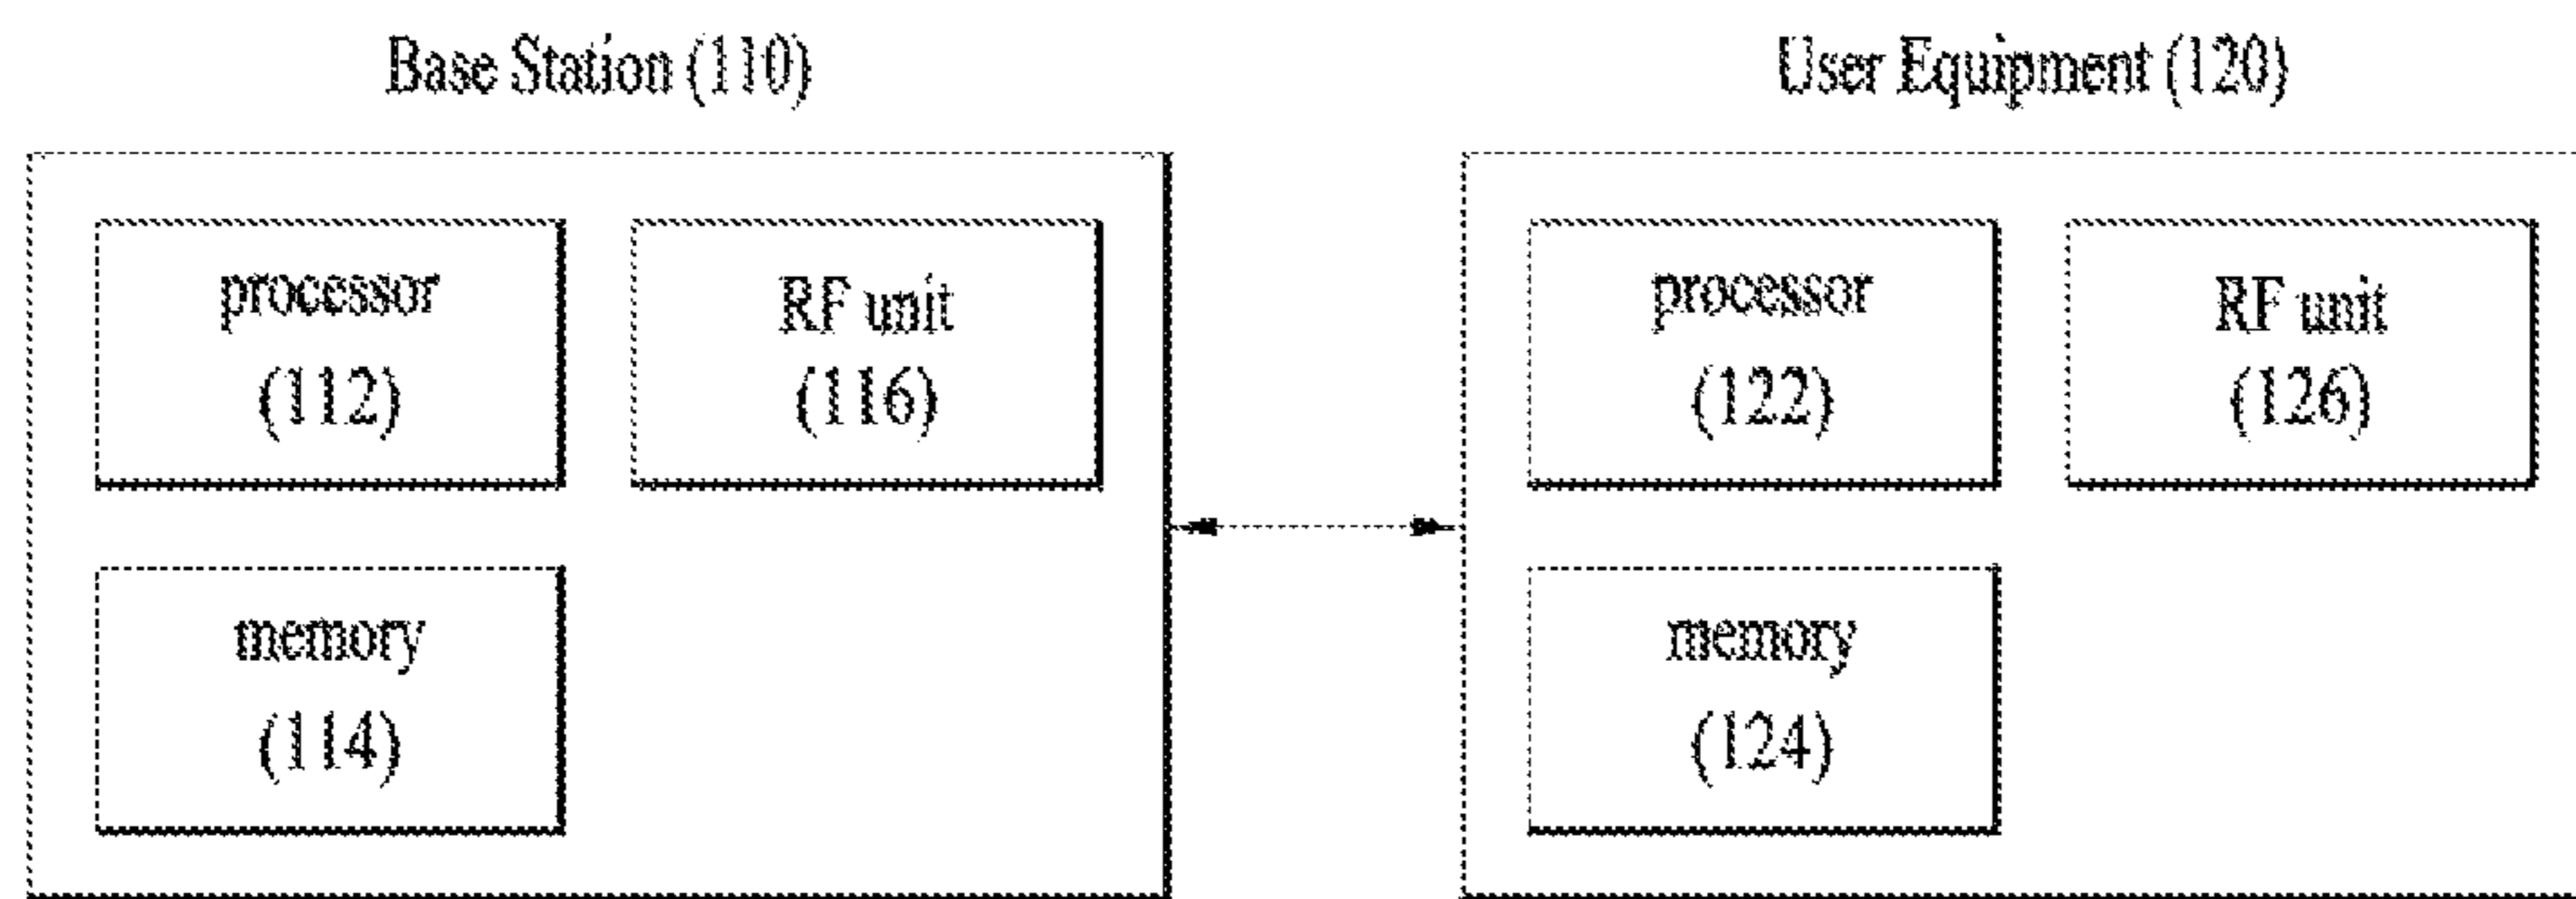 Base Station (110)
User Equipment (120)
processor
(112)
RF unit
(116)
memory
(114)
processor
(122)
RF unit
(126)
memory
(124)